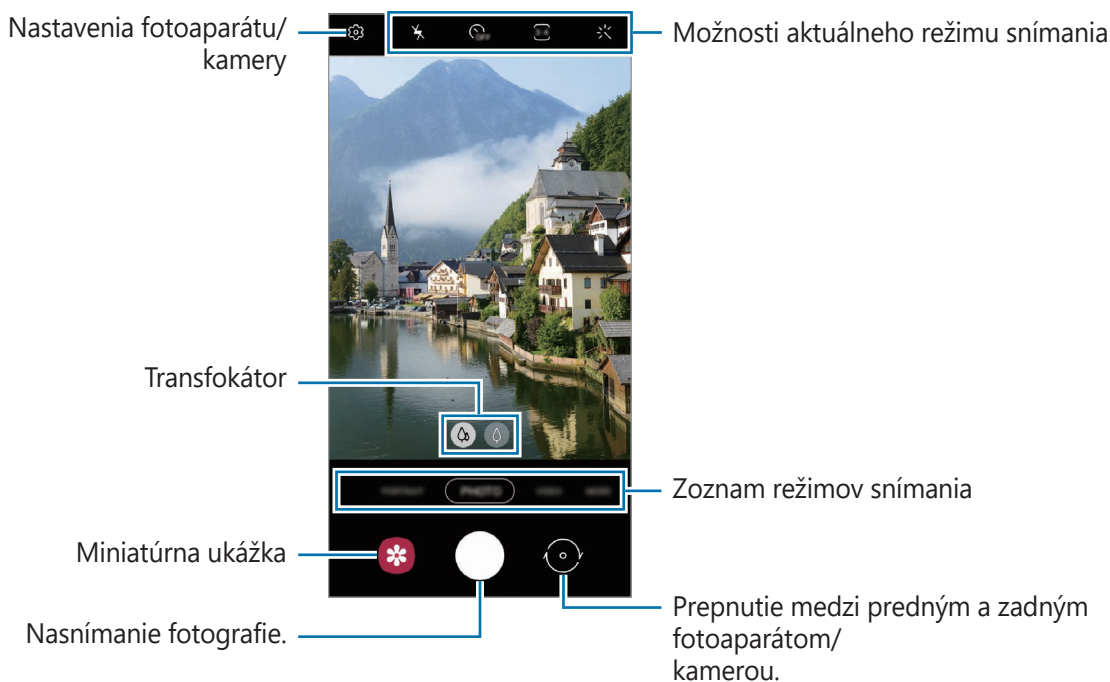 Nastavenia fotoaparátu/
kamery
OFF
Možnosti aktuálneho režimu snímania
Transfokátor
PHOTO
Zoznam režimov snímania
Miniatúrna ukážka
Nasnímanie fotografie.
Prepnutie medzi predným a zadným
fotoaparátom/
kamerou.